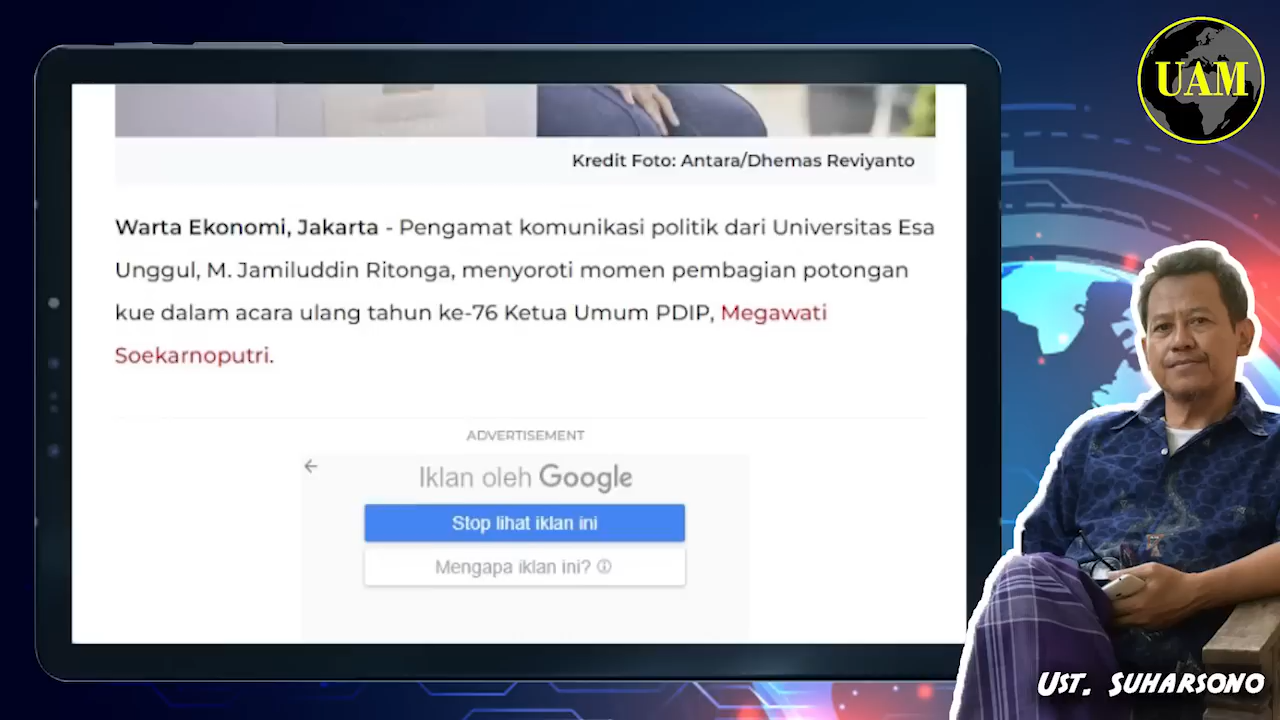 UAM
Kredit Foto: Antara/Dhemas Reviyanto
Warta Ekonomi, Jakarta - Pengamat komunikasi politik dari Universitas Esa
Unggul, M. Jamiluddin Ritonga, menyoroti momen pembagian potongan
kue dalam acara ulang tahun ke-76 Ketua Umum PDIP, Megawati
Soekarnoputri.
ADVERTISEMENT
Iklan oleh Google
Stop lihat iklan ini
Mengapa iklan ini?
Ust. Suharsono